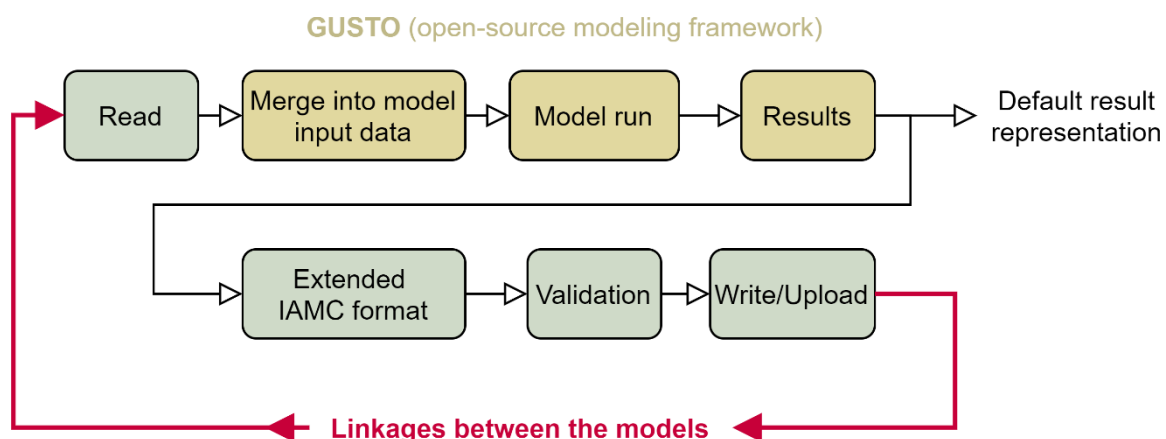 GUSTO (open-source modeling framework)
Read
Merge into model
input data
Model run
Results
Default result
representation
Extended
IAMC format
Validation
Write/Upload
Linkages between the models